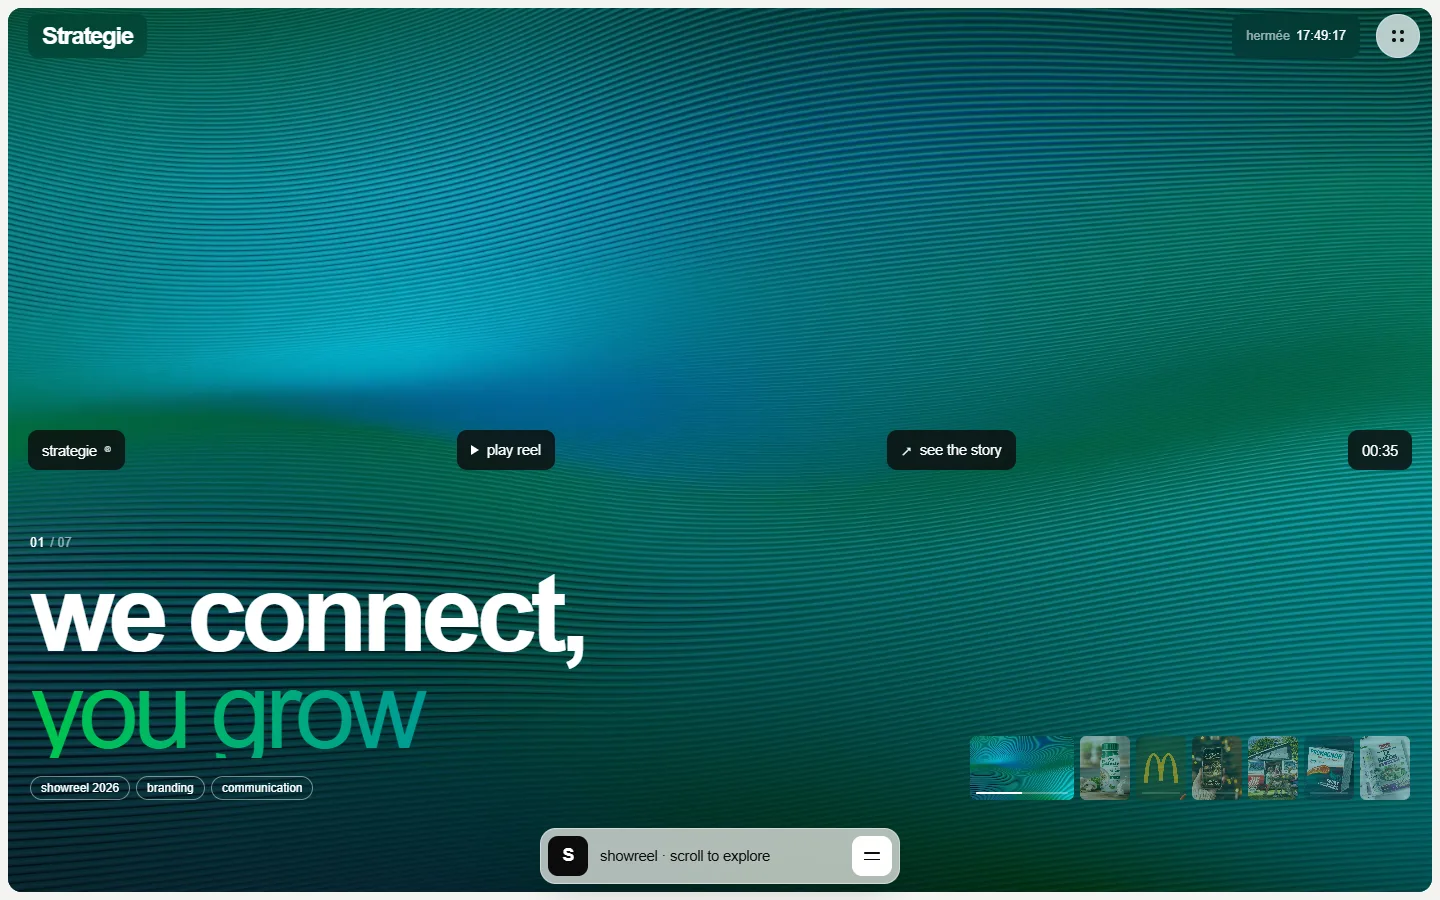 Strategie
hermée 17:49:17
strategie ®
play reel
see the story
00:35
01 / 07
we connect,
you grow
showreel 2026
branding
communication
S
showreel · scroll to explore